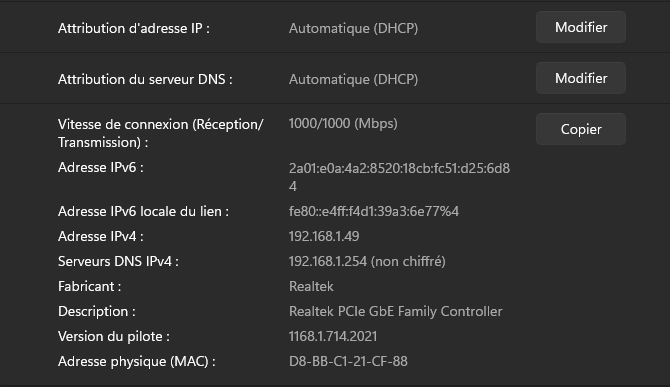 Attribution d'adresse IP : Automatique (DHCP) Modifier
Attribution du serveur DNS : Automatique (DHCP) Modifier
Vitesse de connexion (Réception/ 1000/1000 (Mbps) Copier
Transmission) :
Adresse IPv6 : 2a01:e0a:4a2:8520:18cb:fc51:d25:6d8
4
Adresse IPv6 locale du lien : fe80::e4ff:f4d1:39a3:6e77%4
Adresse IPv4 : 192.168.1.49
Serveurs DNS IPv4 : 192.168.1.254 (non chiffré)
Fabricant : Realtek
Description : Realtek PCIe GbE Family Controller
Version du pilote : 1168.1.714.2021
Adresse physique (MAC) : D8-BB-C1-21-CF-88